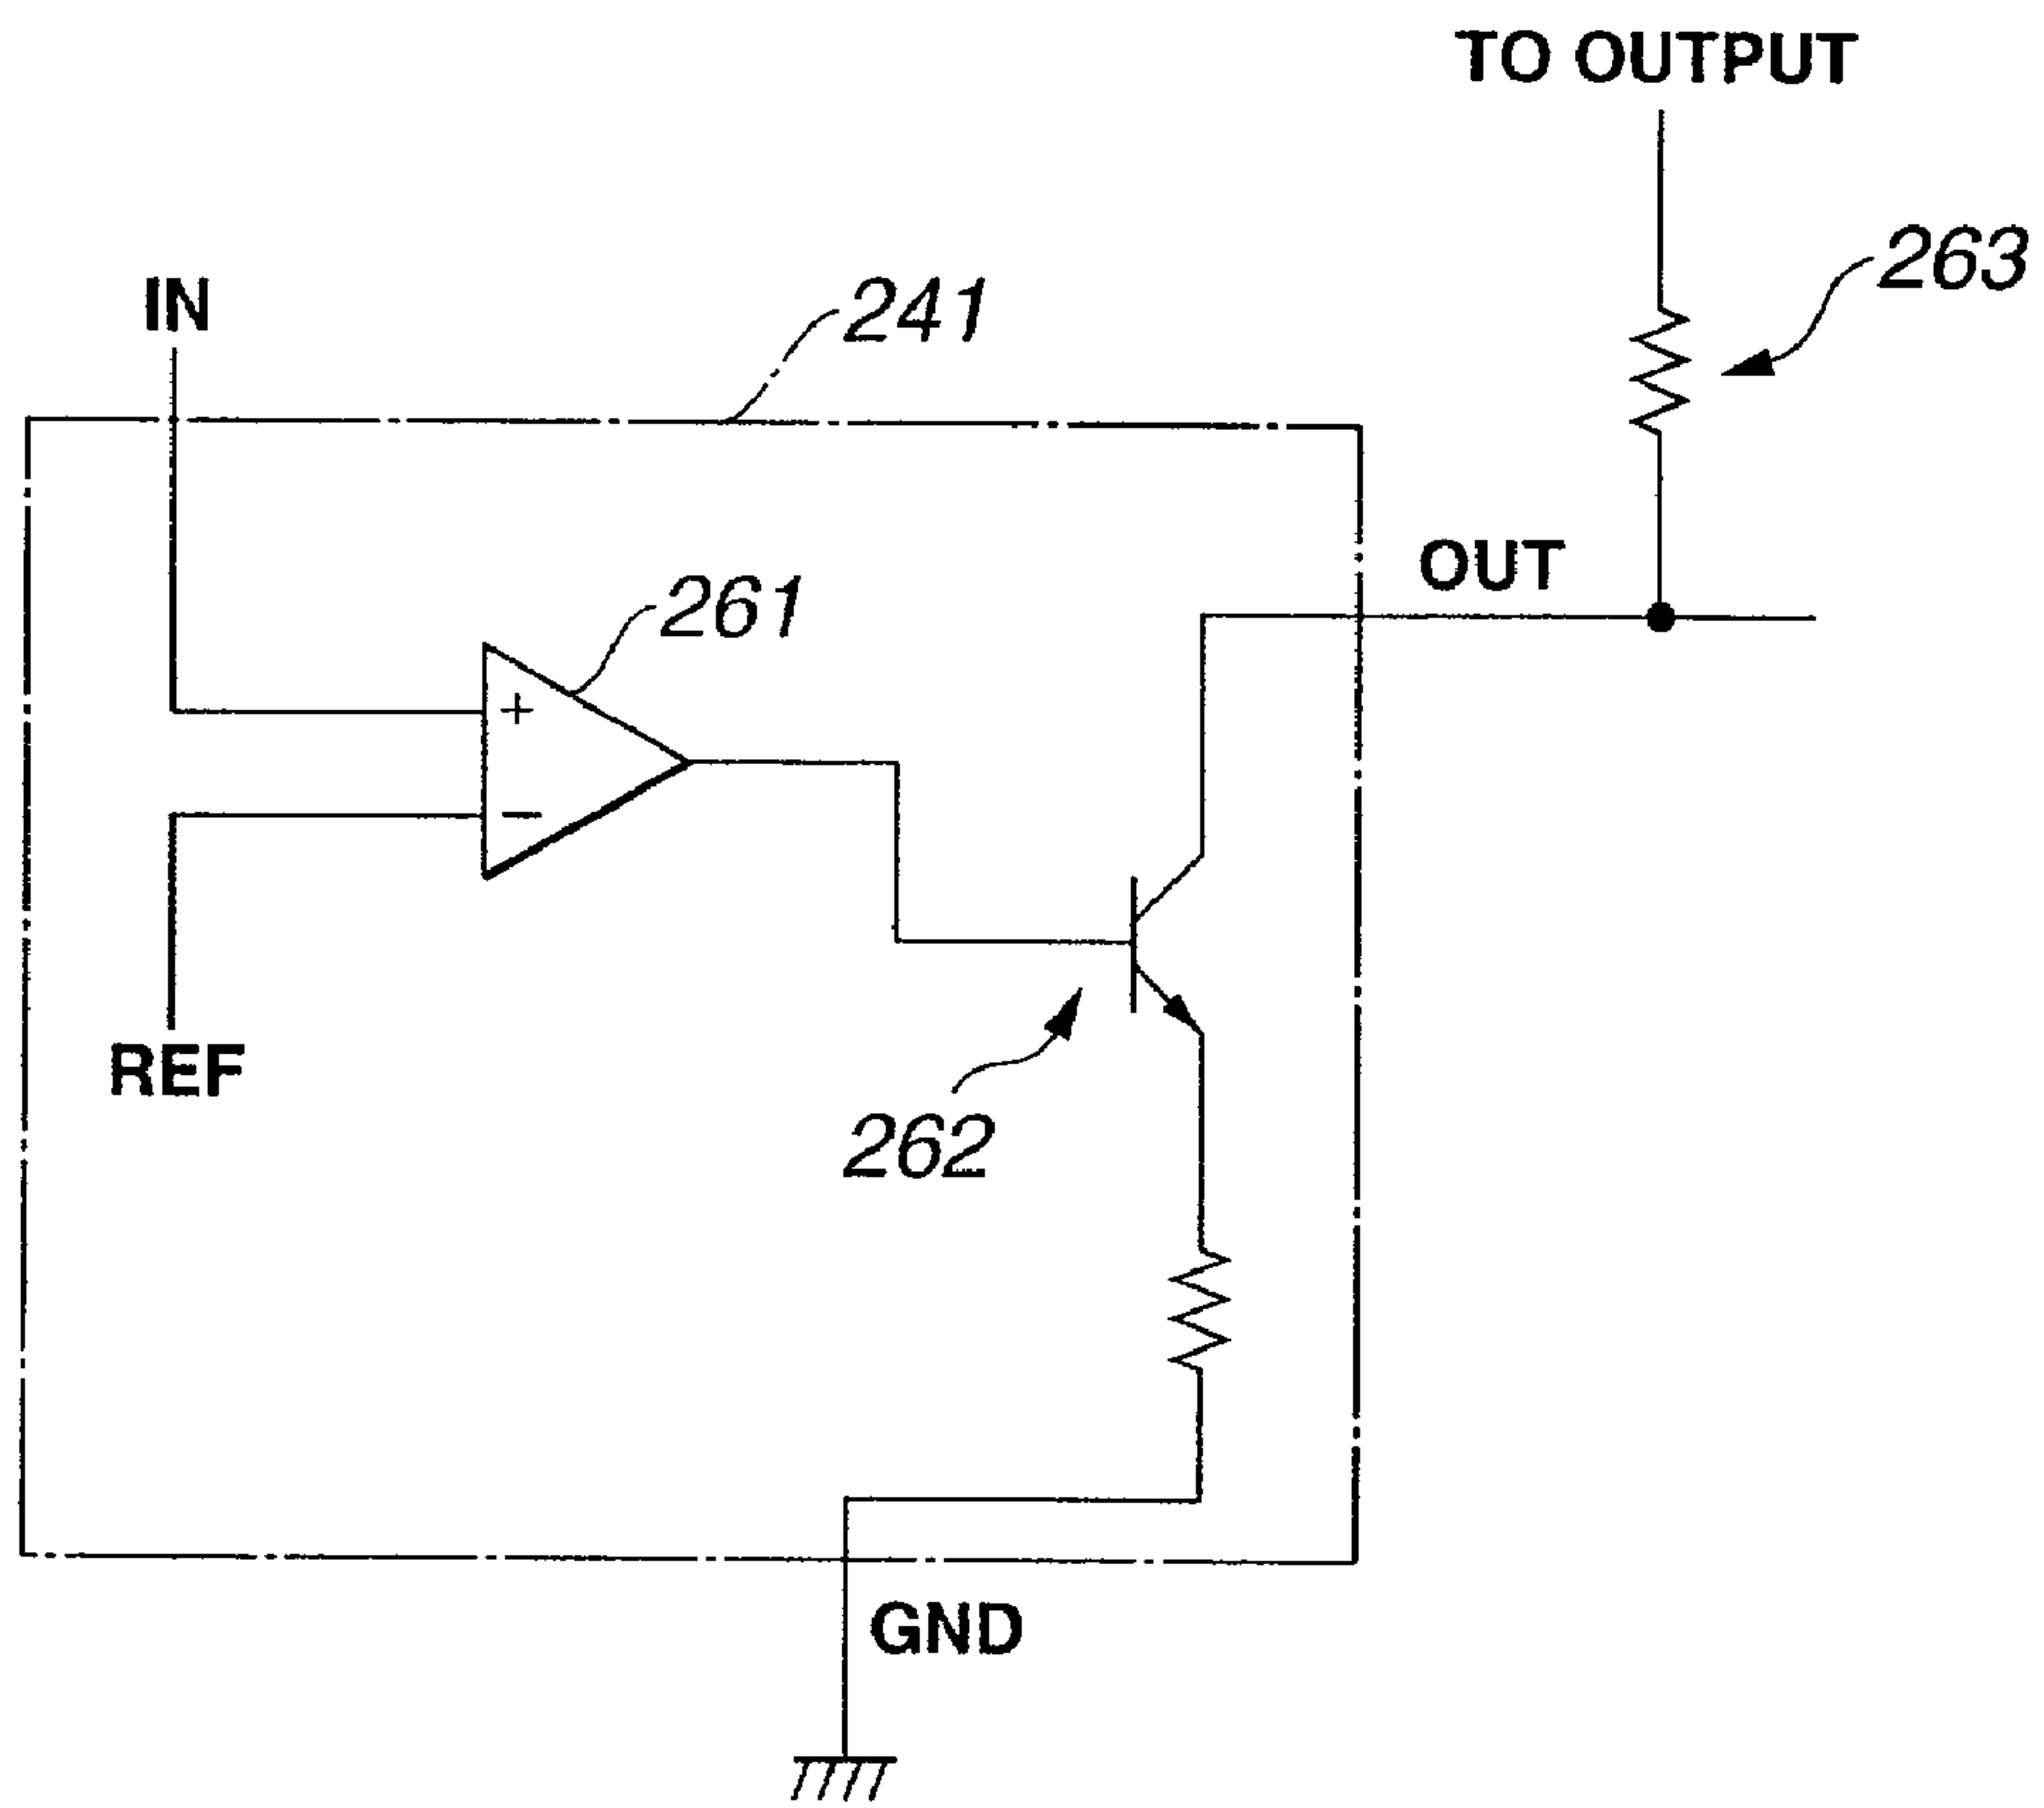 TO OUTPUT
263
IN
241
OUT
261
+
−
REF
262
GND